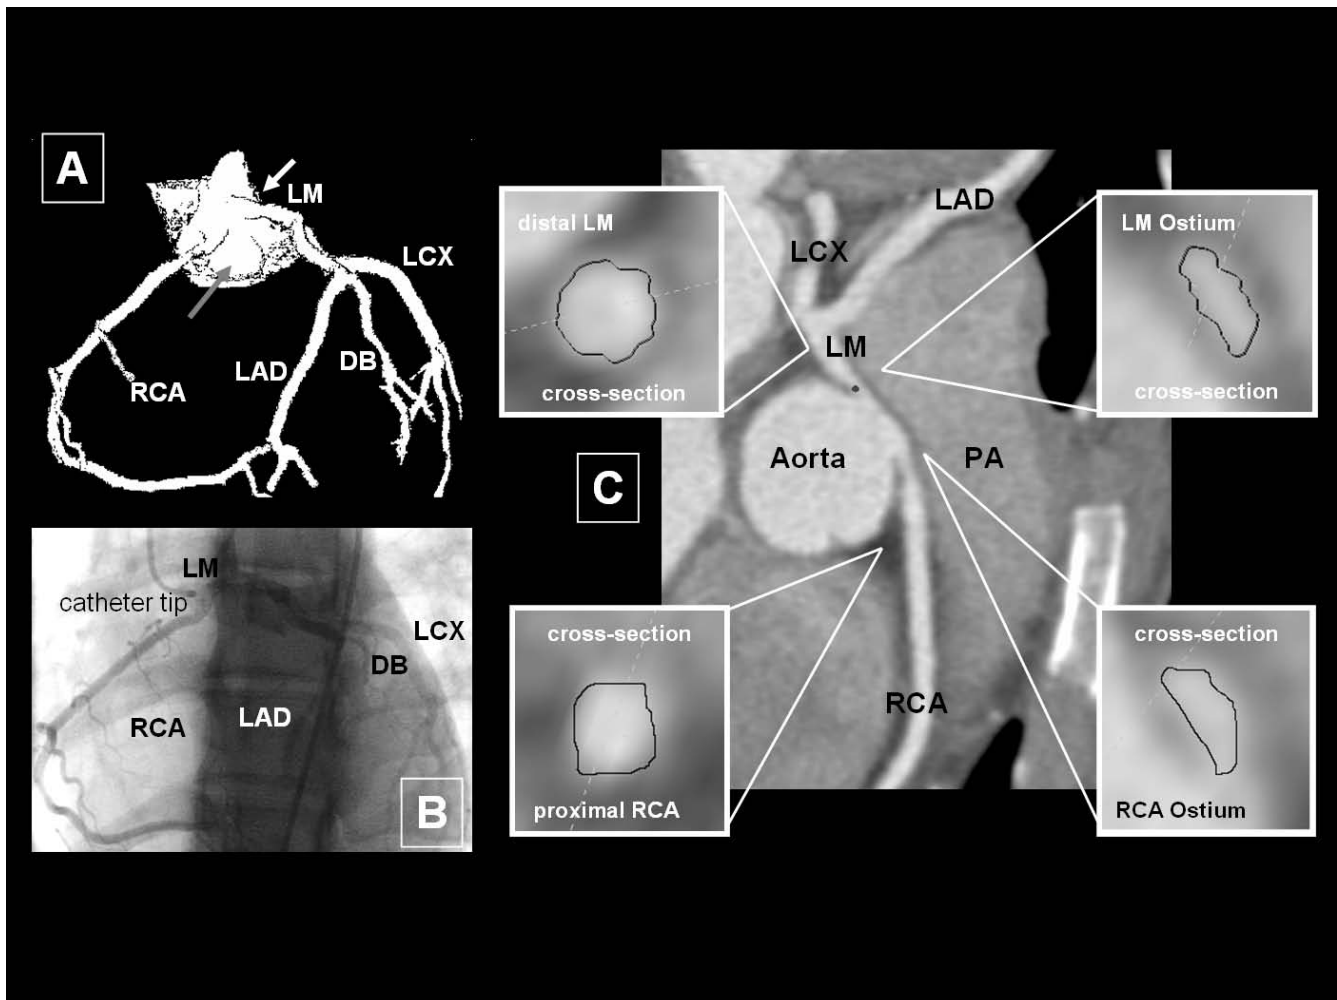 A
LM
LCX
RCA
LAD
DB
LM
catheter tip
LCX
DB
RCA
LAD
B
C
LAD
LCX
LM
Aorta
PA
RCA
distal LM
cross-section
LM Ostium
cross-section
cross-section
proximal RCA
cross-section
RCA Ostium